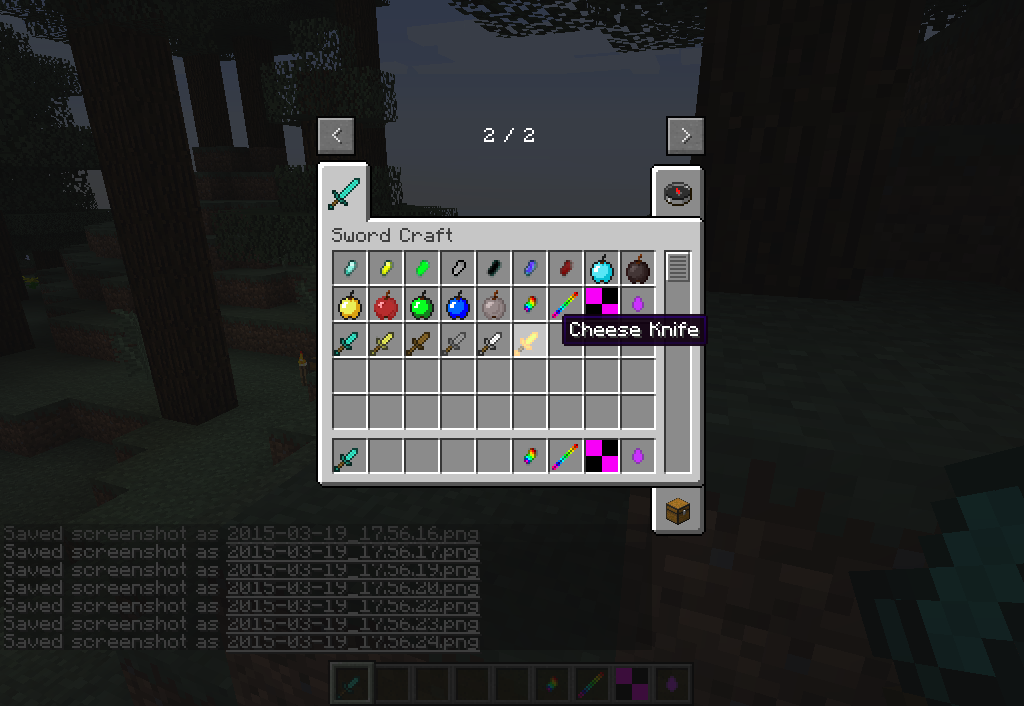 <
2 / 2
>
Sword Craft
Cheese Knife
Saved screenshot as 2015-03-19_17.56.16.png
Saved screenshot as 2015-03-19_17.56.17.png
Saved screenshot as 2015-03-19_17.56.19.png
Saved screenshot as 2015-03-19_17.56.20.png
Saved screenshot as 2015-03-19_17.56.22.png
Saved screenshot as 2015-03-19_17.56.23.png
Saved screenshot as 2015-03-19_17.56.24.png